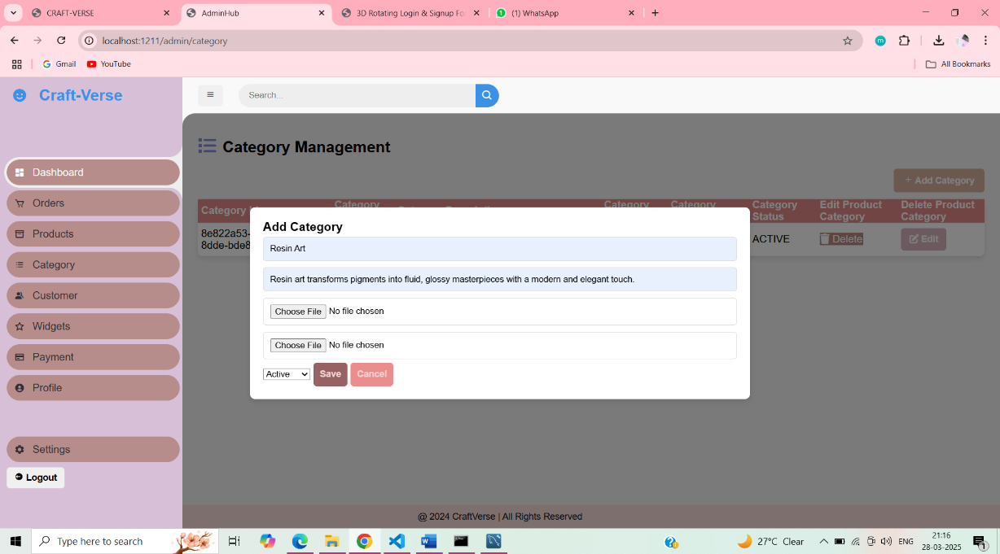 CRAFT-VERSE
AdminHub
3D Rotating Login & Signup Fo
(1) WhatsApp
localhost:1211/admin/category
Gmail
YouTube
All Bookmarks
Craft-Verse
Search...
Dashboard
Orders
Products
Category
Customer
Widgets
Payment
Profile
Settings
Logout
Category Management
+ Add Category
Category
Category
Category
Category
Category Status
Edit Product Category
Delete Product Category
8e822a53-
8dde-bde8
ACTIVE
Delete
Edit
Add Category
Resin Art
Resin art transforms pigments into fluid, glossy masterpieces with a modern and elegant touch.
Choose File No file chosen
Choose File No file chosen
Active
Save
Cancel
@ 2024 CraftVerse | All Rights Reserved
Type here to search
27°C Clear
ENG
21:16
28-03-2025
1